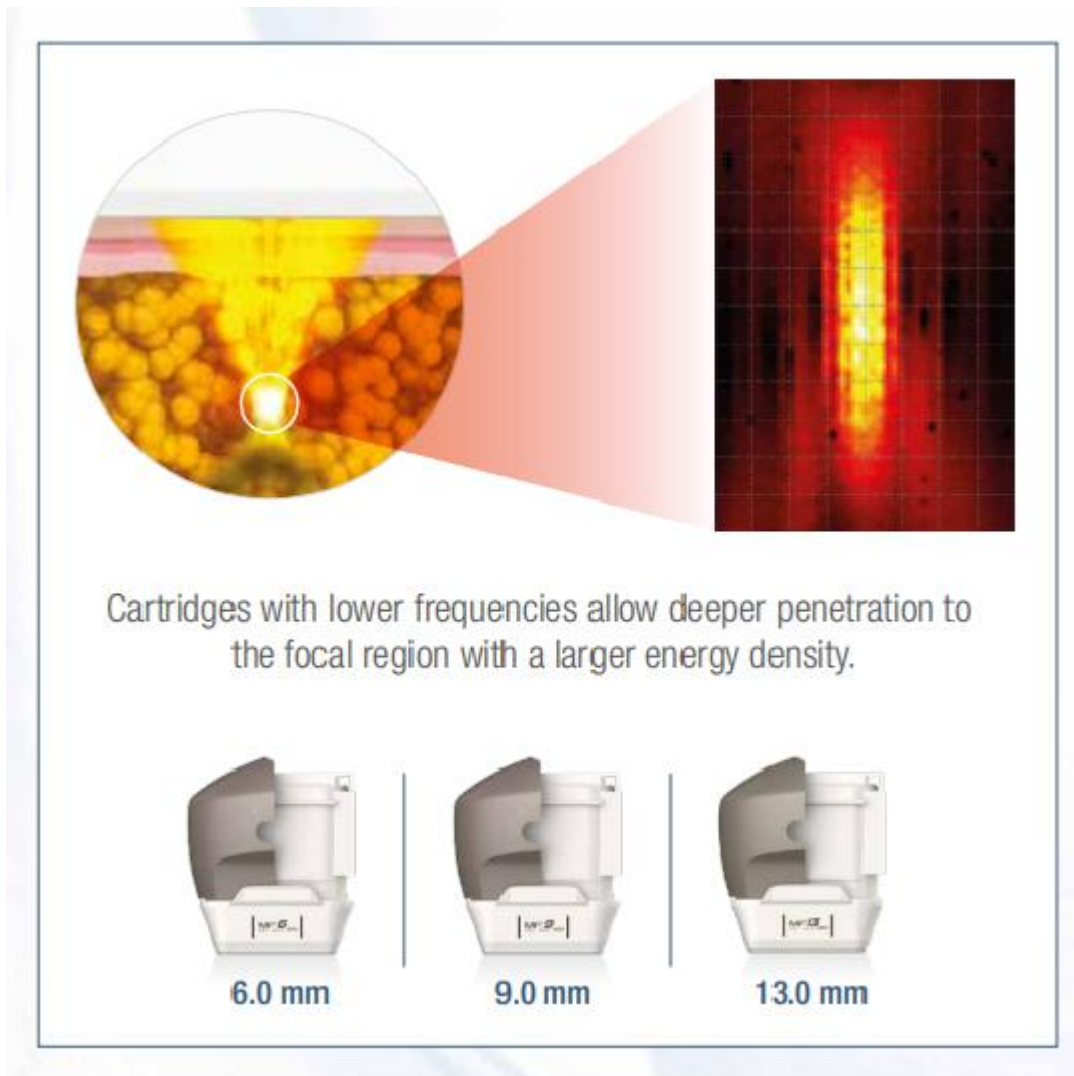 Cartridges with lower frequencies allow deeper penetration to
the focal region with a larger energy density.
6.0 mm
9.0 mm
13.0 mm